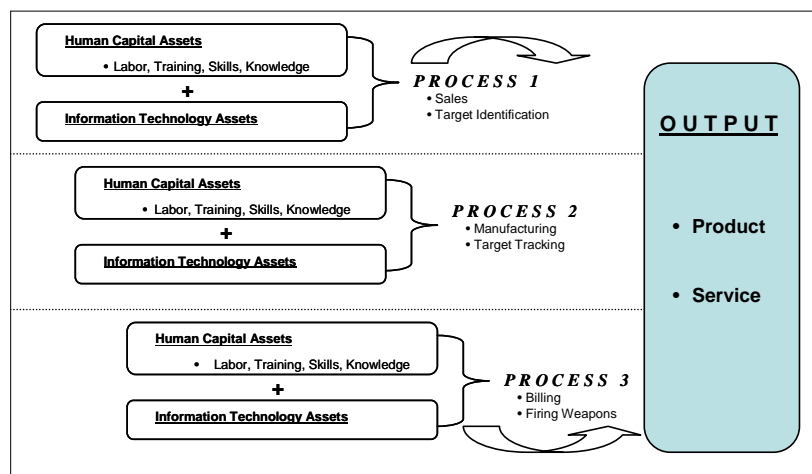 Human Capital Assets
• Labor, Training, Skills, Knowledge
+
Information Technology Assets
PROCESS 1
• Sales
• Target Identification
Human Capital Assets
• Labor, Training, Skills, Knowledge
+
Information Technology Assets
PROCESS 2
• Manufacturing
• Target Tracking
Human Capital Assets
• Labor, Training, Skills, Knowledge
+
Information Technology Assets
PROCESS 3
• Billing
• Firing Weapons
OUTPUT
• Product
• Service